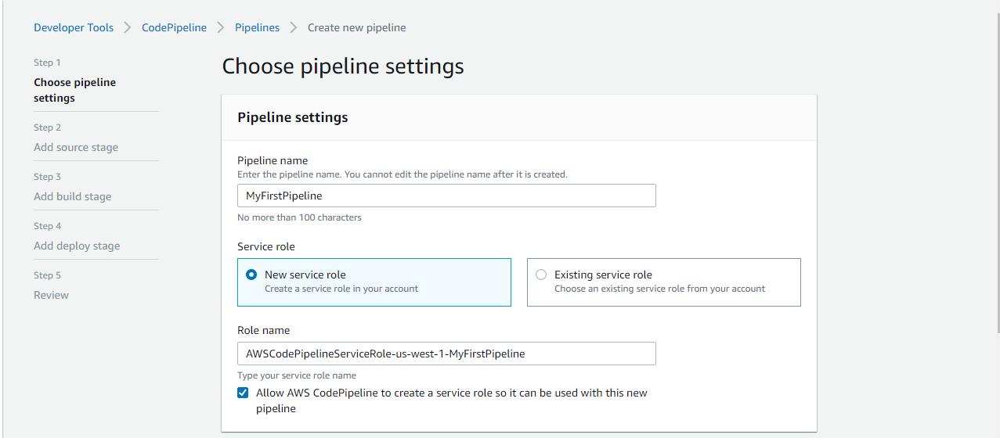 Developer Tools > CodePipeline > Pipelines > Create new pipeline
Step 1
Choose pipeline
settings
Step 2
Add source stage
Step 3
Add build stage
Step 4
Add deploy stage
Step 5
Review
Choose pipeline settings
Pipeline settings
Pipeline name
Enter the pipeline name. You cannot edit the pipeline name after it is created.
MyFirstPipeline
No more than 100 characters
Service role
New service role
Create a service role in your account
Existing service role
Choose an existing service role from your account
Role name
AWSCodePipelineServiceRole-us-west-1-MyFirstPipeline
Type your service role name
Allow AWS CodePipeline to create a service role so it can be used with this new
pipeline